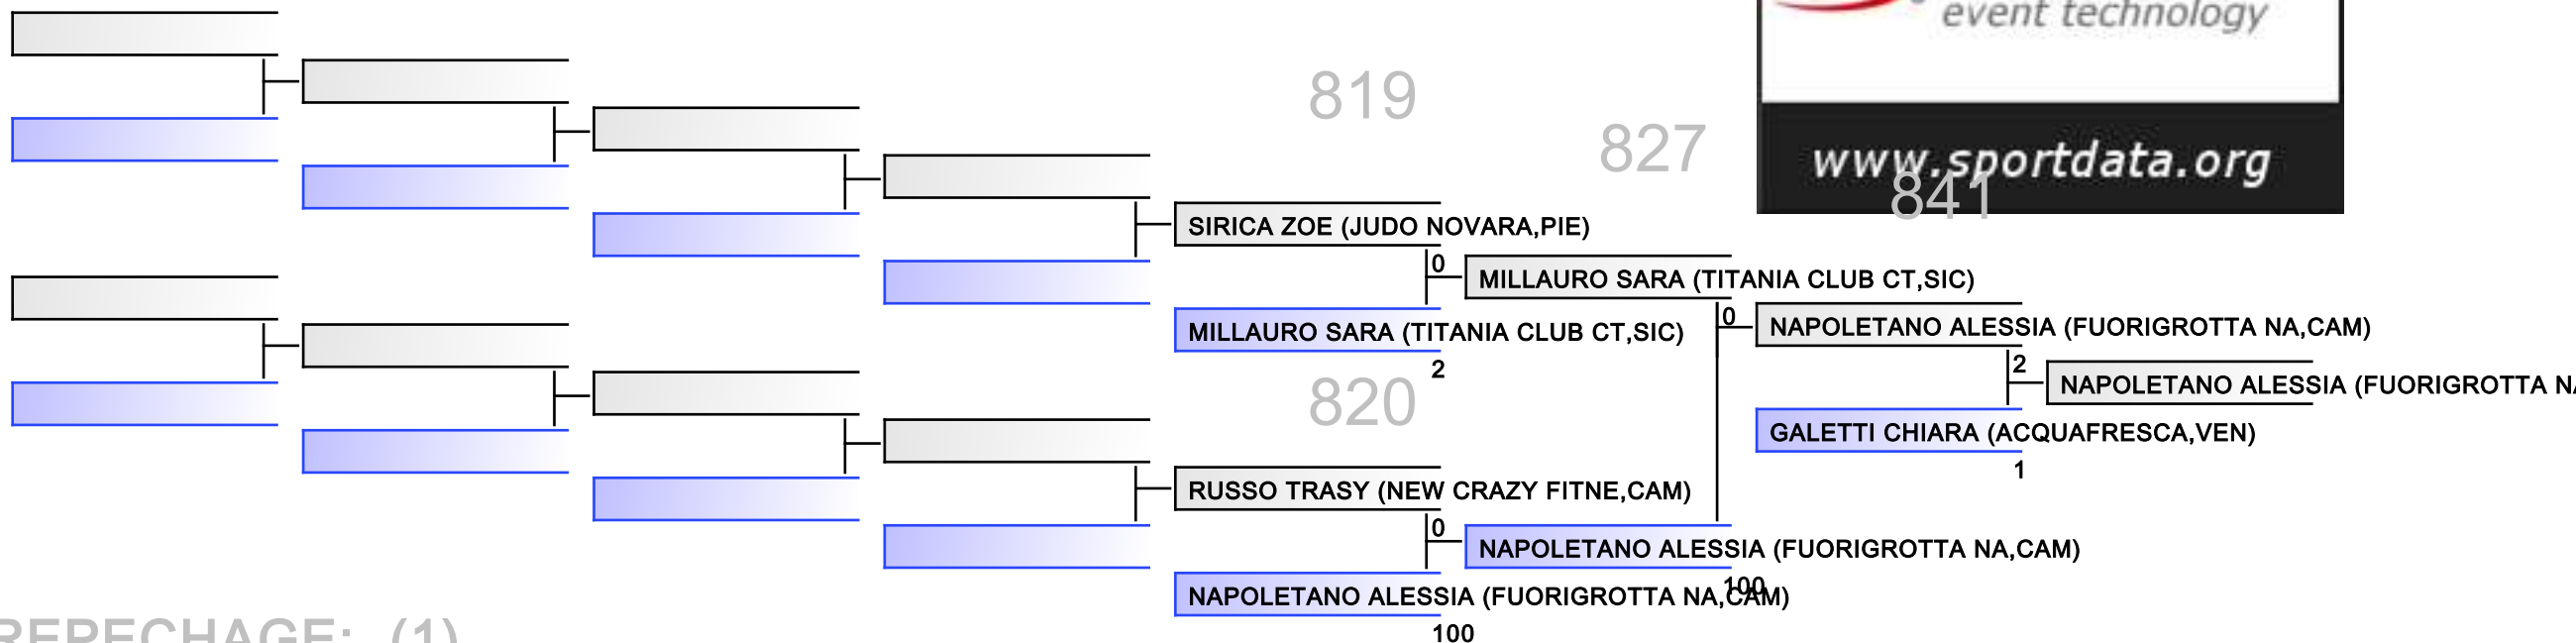 event technology
www.sportdata.org
819
827
841
SIRICA ZOE (JUDO NOVARA,PIE)
0
MILLAURO SARA (TITANIA CLUB CT,SIC)
MILLAURO SARA (TITANIA CLUB CT,SIC)
2
0
NAPOLETANO ALESSIA (FUORIGROTTA NA,CAM)
2
NAPOLETANO ALESSIA (FUORIGROTTA NA
GALETTI CHIARA (ACQUAFRESCA,VEN)
1
820
RUSSO TRASY (NEW CRAZY FITNE,CAM)
0
NAPOLETANO ALESSIA (FUORIGROTTA NA,CAM)
100
NAPOLETANO ALESSIA (FUORIGROTTA NA,CAM)
100
REPECHAGE: (1)